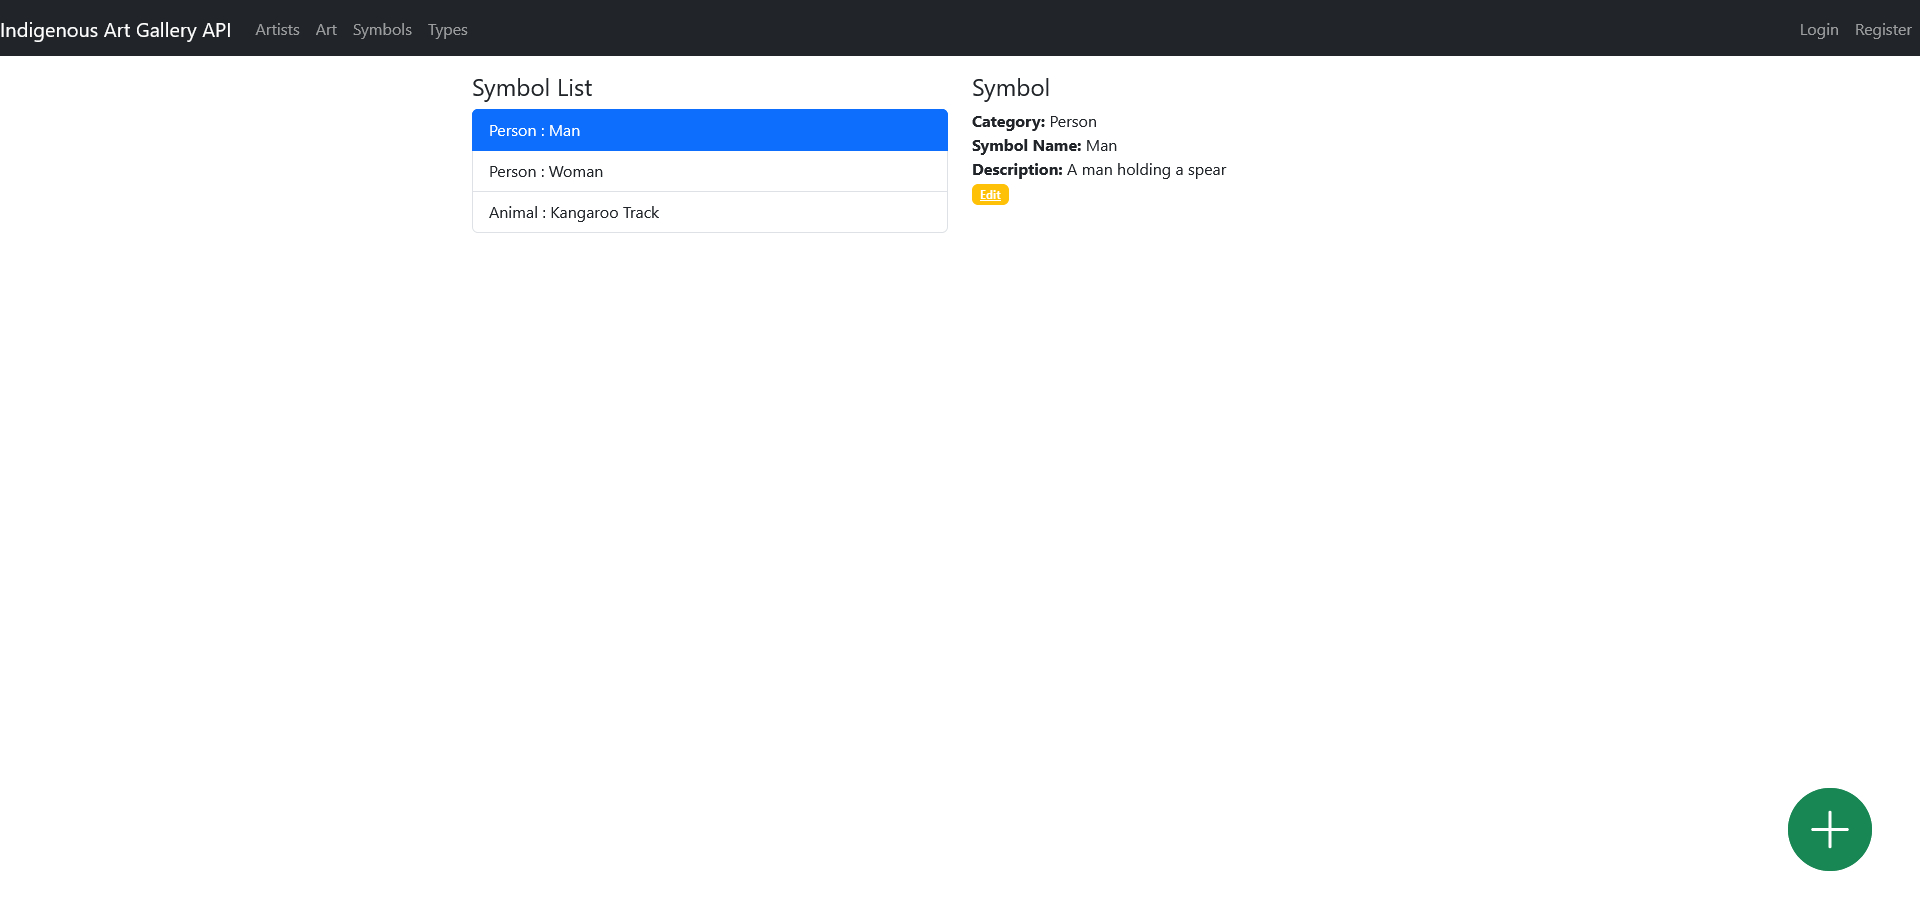 Indigenous Art Gallery API Artists Art Symbols Types Login Register
Symbol List
Person : Man
Person : Woman
Animal : Kangaroo Track
Symbol
Category: Person
Symbol Name: Man
Description: A man holding a spear
Edit